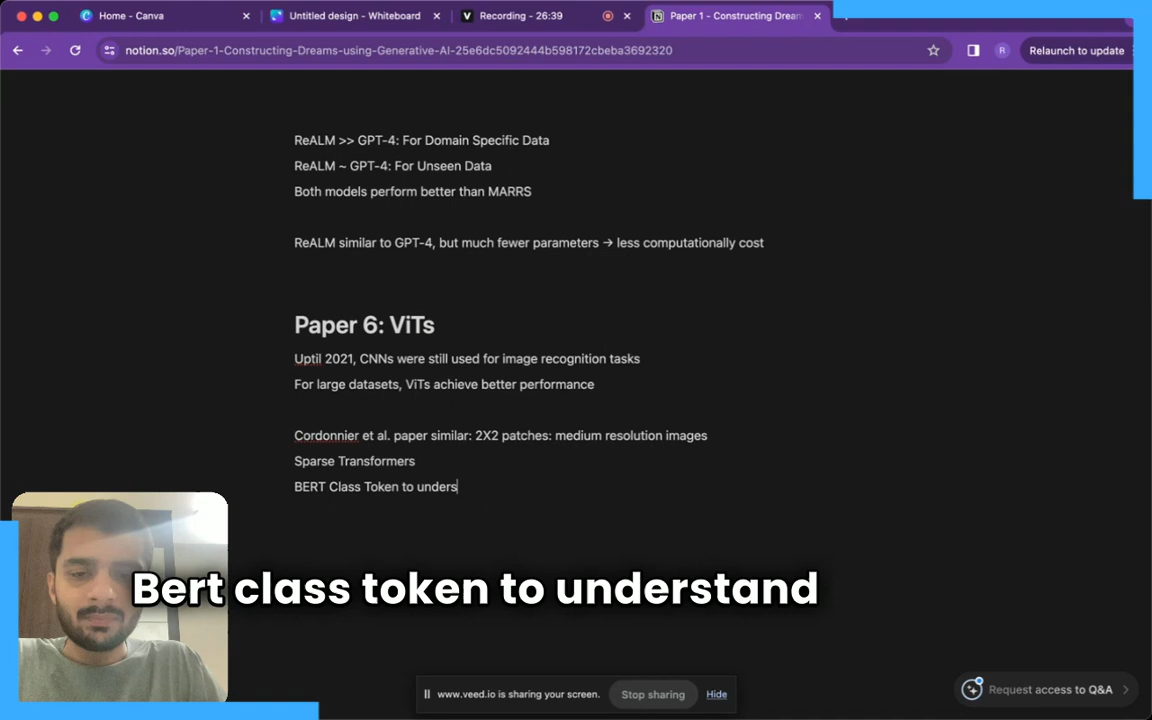 Home - Canva
Untitled design - Whiteboard
Recording - 26:39
Paper 1 - Constructing Dream
notion.so/Paper-1-Constructing-Dreams-using-Generative-AI-25e6dc5092444b598172cbeba3692320
R
Relaunch to update
ReALM >> GPT-4: For Domain Specific Data
ReALM ~ GPT-4: For Unseen Data
Both models perform better than MARRS
ReALM similar to GPT-4, but much fewer parameters → less computationally cost
Paper 6: ViTs
Uptil 2021, CNNs were still used for image recognition tasks
For large datasets, ViTs achieve better performance
Cordonnier et al. paper similar: 2X2 patches: medium resolution images
Sparse Transformers
BERT Class Token to unders
Bert class token to understand
www.veed.io is sharing your screen.
Stop sharing
Hide
Request access to Q&A